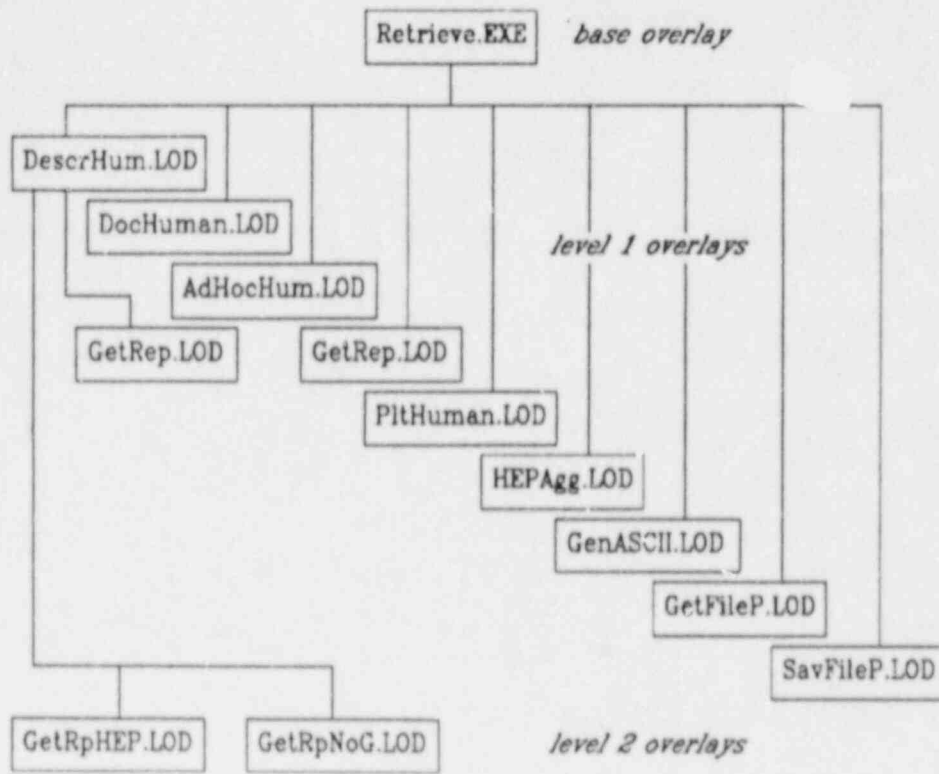 Retrieve.EXE base overlay
DescrHum.LOD
DocHuman.LOD
level 1 overlays
AdHocHum.LOD
GetRep.LOD GetRep.LOD
PltHuman.LOD
HEPAgg.LOD
GenASCII.LOD
GetFileP.LOD
SavFileP.LOD
GetRpHEP.LOD GetRpNoG.LOD level 2 overlays